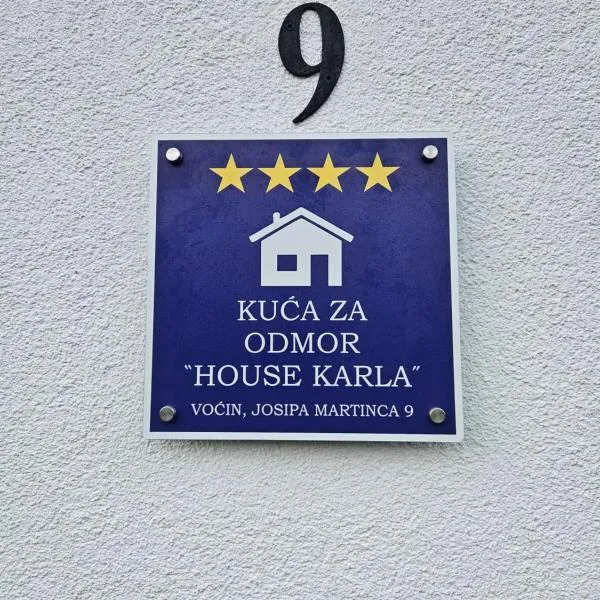 9
KUĆA ZA
ODMOR
"HOUSE KARLA"
VOĆIN, JOSIPA MARTINCA 9